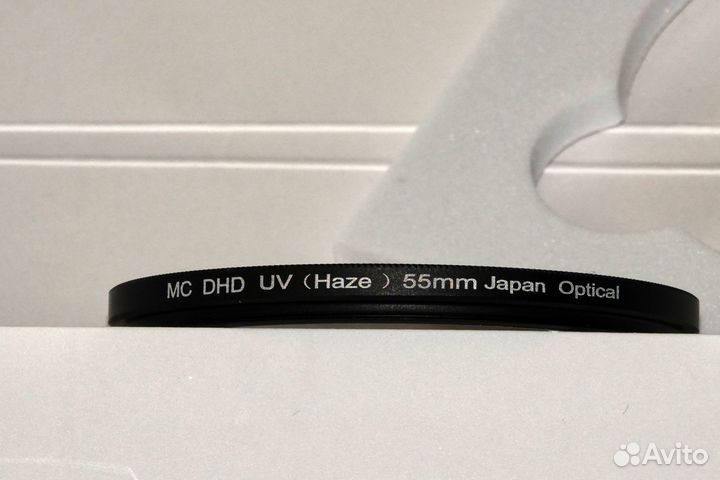 MC DHD UV (Haze ) 55mm Japan Optical
Avito